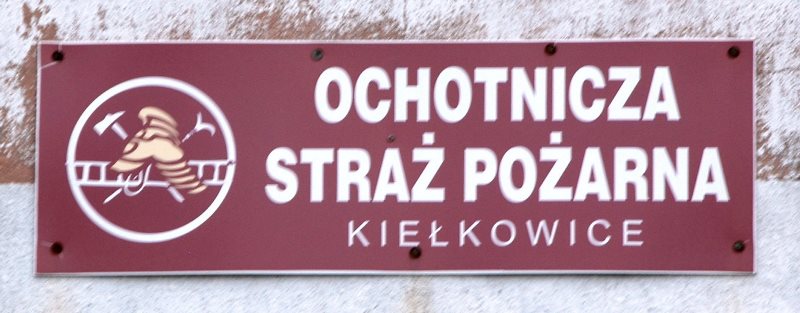 OCHOTNICZA
STRAŻ POŻARNA
KIEŁKOWICE